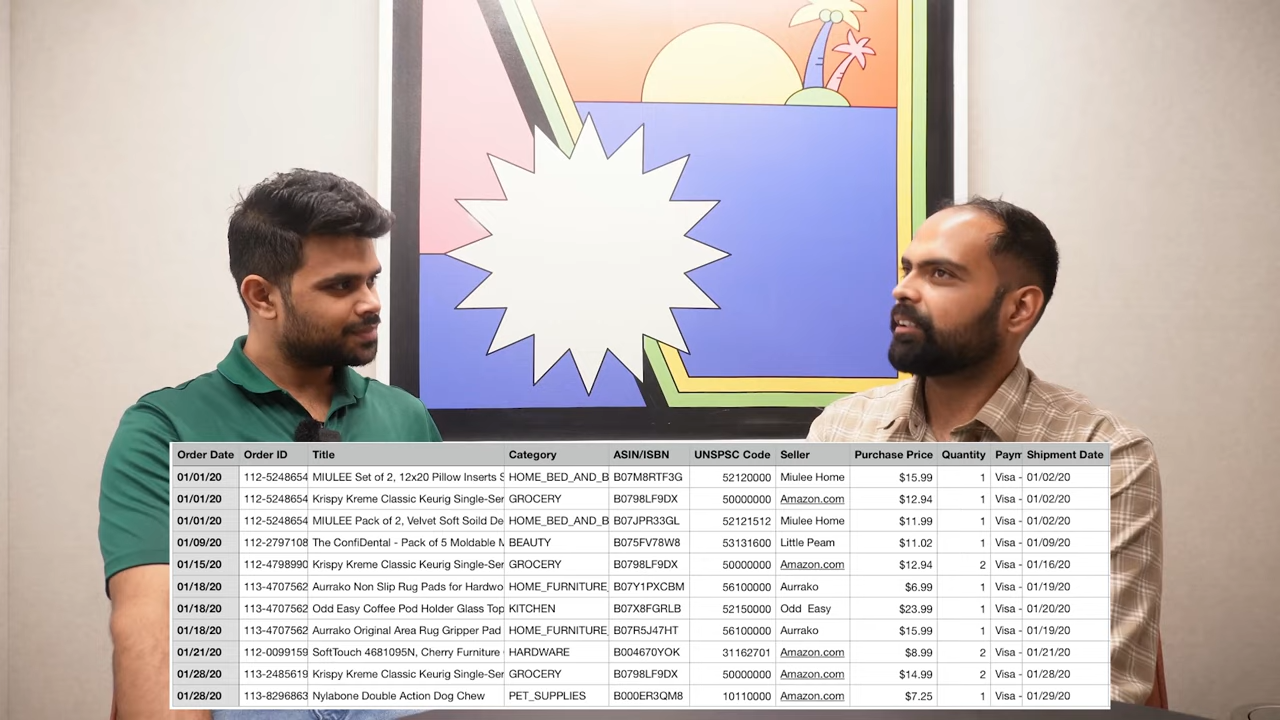 Order Date Order ID Title Category ASIN/ISBN UNSPSC Code Seller Purchase Price Quantity Paym Shipment Date
01/01/20 112-5248654 MIULEE Set of 2, 12x20 Pillow Inserts S HOME_BED_AND_B B07M8RTF3G 52120000 Miulee Home $15.99 1 Visa - 01/02/20
01/01/20 112-5248654 Krispy Kreme Classic Keurig Single-Ser GROCERY B0798LF9DX 50000000 Amazon.com $12.94 1 Visa - 01/02/20
01/01/20 112-5248654 MIULEE Pack of 2, Velvet Soft Soild De HOME_BED_AND_B B07JPR33GL 52121512 Miulee Home $11.99 1 Visa - 01/02/20
01/09/20 112-2797108 The ConfiDental - Pack of 5 Moldable M BEAUTY B075FV78W8 53131600 Little Peam $11.02 1 Visa - 01/09/20
01/15/20 112-4798990 Krispy Kreme Classic Keurig Single-Ser GROCERY B0798LF9DX 50000000 Amazon.com $12.94 2 Visa - 01/16/20
01/18/20 113-4707562 Aurrako Non Slip Rug Pads for Hardwo HOME_FURNITURE_ B07Y1PXCBM 56100000 Aurrako $6.99 1 Visa - 01/19/20
01/18/20 113-4707562 Odd Easy Coffee Pod Holder Glass Top KITCHEN B07X8FGRLB 52150000 Odd Easy $23.99 1 Visa - 01/20/20
01/18/20 113-4707562 Aurrako Original Area Rug Gripper Pad HOME_FURNITURE_ B07R5J47HT 56100000 Aurrako $15.99 1 Visa - 01/19/20
01/21/20 112-0099159 SoftTouch 4681095N, Cherry Furniture HARDWARE B004670YOK 31162701 Amazon.com $8.99 2 Visa - 01/21/20
01/28/20 113-2485619 Krispy Kreme Classic Keurig Single-Ser GROCERY B0798LF9DX 50000000 Amazon.com $14.99 2 Visa - 01/28/20
01/28/20 113-8296863 Nylabone Double Action Dog Chew PET_SUPPLIES B000ER3QM8 10110000 Amazon.com $7.25 1 Visa - 01/29/20